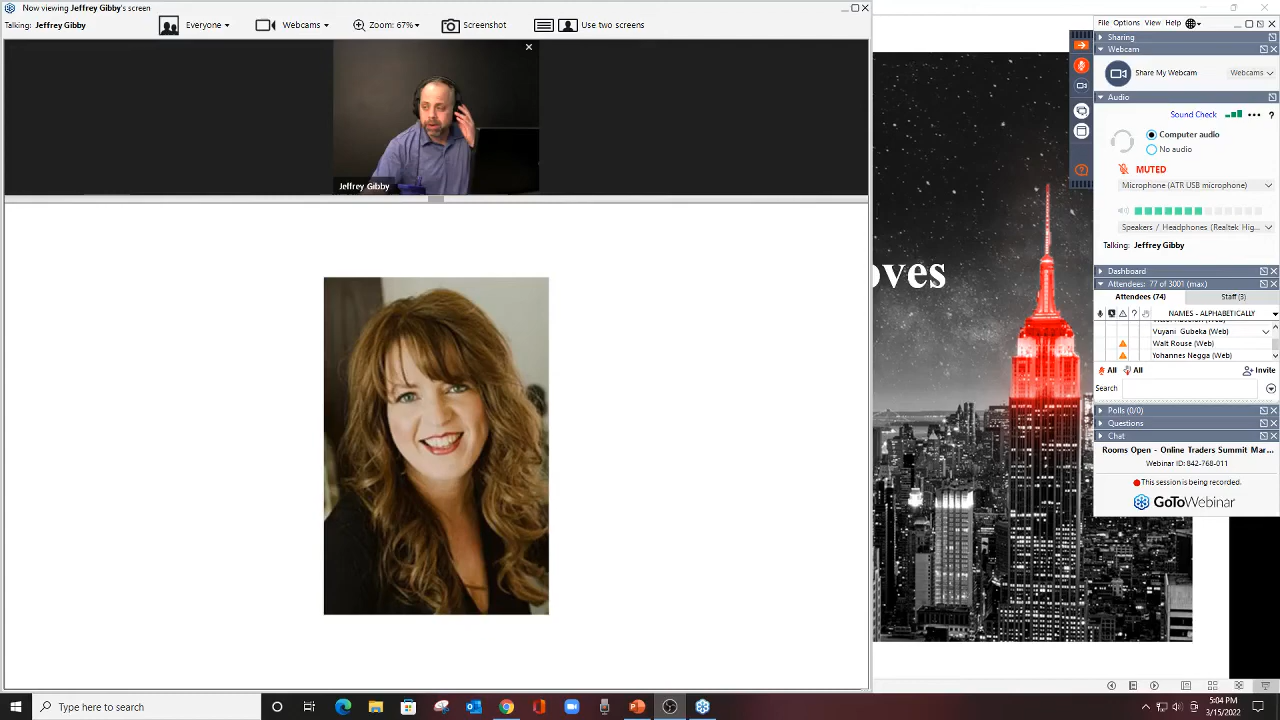 Now viewing Jeffrey Gibby's screen
Talking: Jeffrey Gibby
Everyone
Webcams
Zoom: 67%
Screenshot
Use two screens
Jeffrey Gibby
oves
File Options View Help
Sharing
Webcam
Share My Webcam
Webcams
Audio
Sound Check
?
Computer audio
No audio
MUTED
Microphone (ATR USB microphone)
Speakers / Headphones (Realtek Hig...
Talking: Jeffrey Gibby
Dashboard
Attendees: 77 of 3001 (max)
Attendees (74)
Staff (3)
NAMES - ALPHABETICALLY
Vuyani Gubeka (Web)
Walt Rouse (Web)
Yohannes Negga (Web)
All
All
Invite
Search
Polls (0/0)
Questions
Chat
Rooms Open - Online Traders Summit Mar...
Webinar ID: 842-768-011
This session is being recorded.
GoToWebinar
Type here to search
5:04 PM
3/15/2022